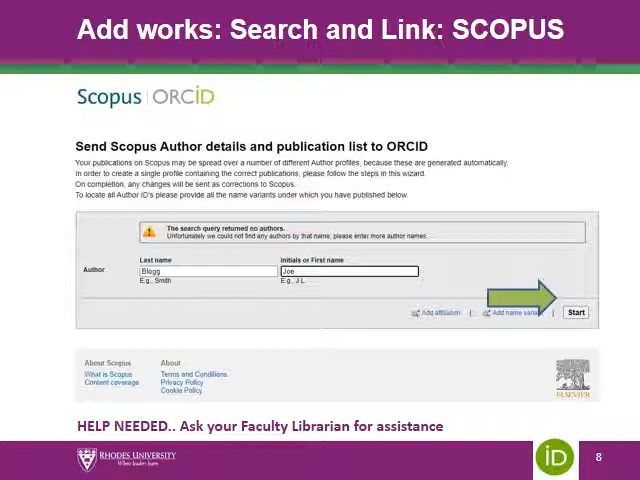 Add works: Search and Link: SCOPUS
Scopus | ORCID
Send Scopus Author details and publication list to ORCID
Your publications on Scopus may be spread over a number of different Author profiles, because these are generated automatically.
In order to create a single profile containing the correct publications, please follow the steps in this wizard.
On completion, any changes will be sent as corrections to Scopus.
To locate all Author ID's please provide all the name variants under which you have published below.
The search query returned no authors.
Unfortunately we could not find any authors by that name, please enter more author names.
Last name Initials or First name
Author Blogg Joe
E.g., Smith E.g., J.L.
Add affiliation | Add name variant | Start
About Scopus About
What is Scopus Terms and Conditions
Content coverage Privacy Policy
Cookie Policy
ELSEVIER
HELP NEEDED.. Ask your Faculty Librarian for assistance
RHODES UNIVERSITY
Where leaders learn
iD
8